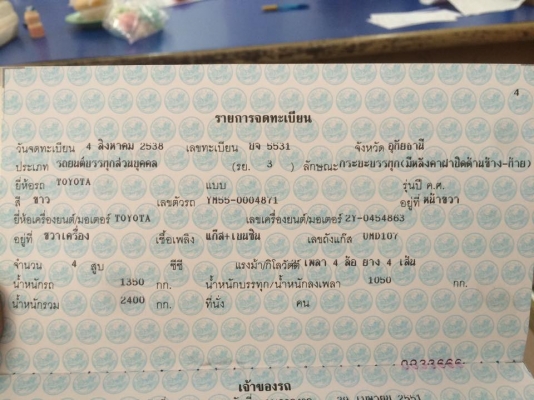 4
รายการจดทะเบียน
วันจดทะเบียน 4 สิงหาคม 2538 เลขทะเบียน บจ 5531 จังหวัด อุทัยธานี
ประเภท รถยนต์บรรทุกส่วนบุคคล (รย. 3 ) ลักษณะ กระบะบรรทุก(มีหลังคาฝาปิดด้านข้าง-ท้าย)
ยี่ห้อรถ TOYOTA แบบ รุ่นปี ค.ศ.
สี ขาว เลขตัวรถ YH55-0004871 อยู่ที่ หน้าขวา
ยี่ห้อเครื่องยนต์/มอเตอร์ TOYOTA เลขเครื่องยนต์/มอเตอร์ 2Y-0454863
อยู่ที่ ขวาเครื่อง เชื้อเพลิง แก๊ส+เบนซิน เลขถังแก๊ส UMD107
จำนวน 4 สูบ ซีซี แรงม้า/กิโลวัตต์ 2 เพลา 4 ล้อ ยาง 4 เส้น
น้ำหนักรถ 1350 กก. น้ำหนักบรรทุก/น้ำหนักลงเพลา 1050 กก.
น้ำหนักรวม 2400 กก. ที่นั่ง คน
เจ้าของรถ